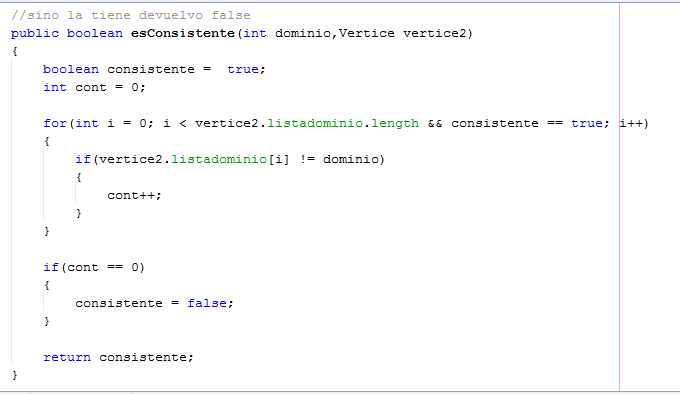 //sino la tiene devuelvo false
public boolean esConsistente(int dominio,Vertice vertice2)
{
    boolean consistente =  true;
    int cont = 0;

    for(int i = 0; i < vertice2.listadominio.length && consistente == true; i++)
    {
        if(vertice2.listadominio[i] != dominio)
        {
            cont++;
        }
    }

    if(cont == 0)
    {
        consistente = false;
    }

    return consistente;
}